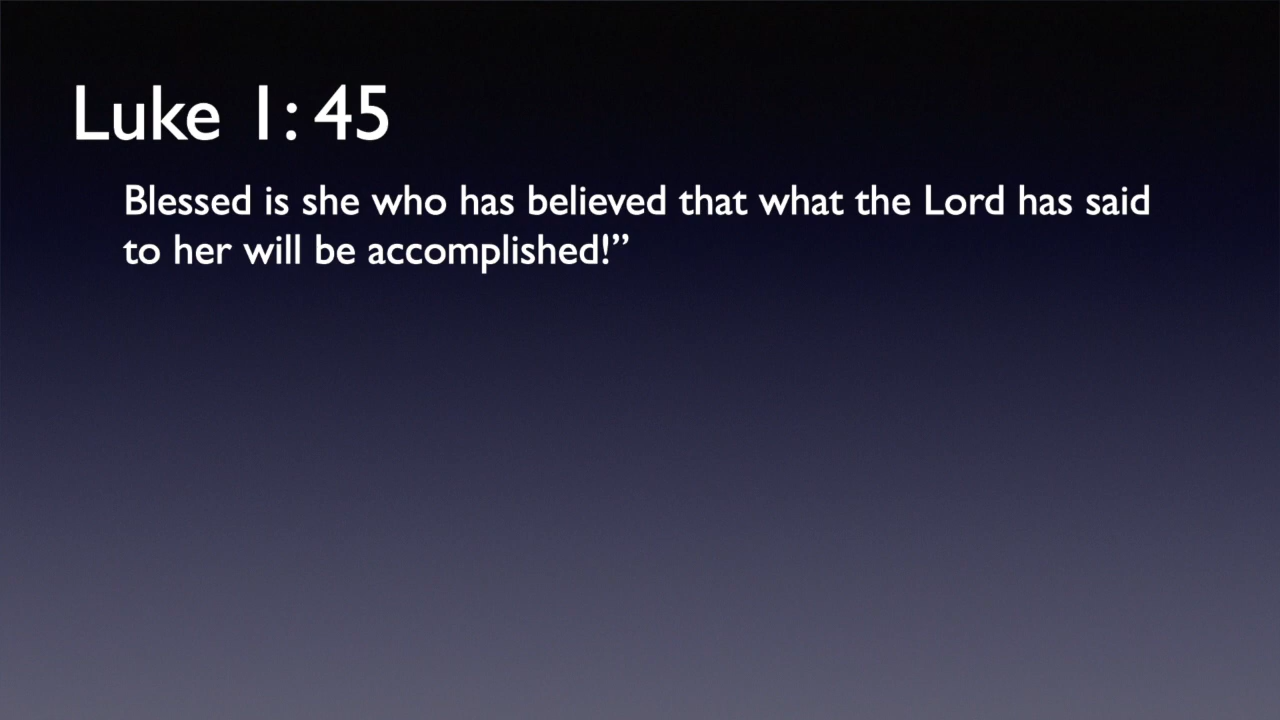 Luke 1: 45
Blessed is she who has believed that what the Lord has said
to her will be accomplished!”